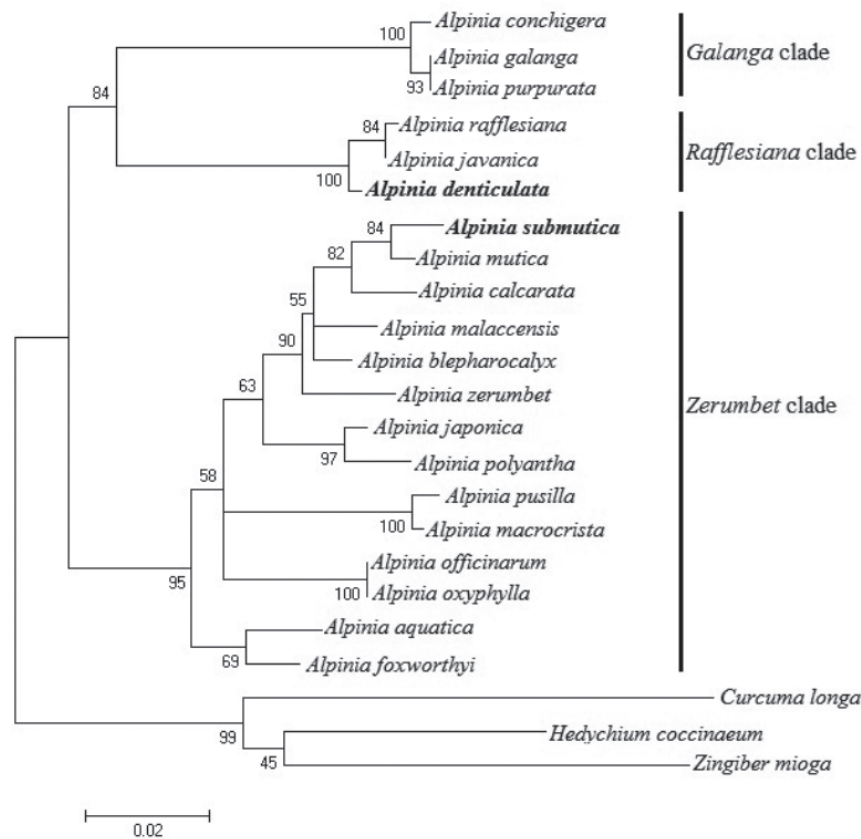 Alpinia conchigera
100
Alpinia galanga
Galanga clade
93
Alpinia purpurata
84
Alpinia rafflesiana
84
Alpinia javanica
Rafflesiana clade
100
Alpinia denticulata
Alpinia submutica
84
Alpinia mutica
82
Alpinia calcarata
55
Alpinia malaccensis
90
Alpinia blepharocalyx
63
Alpinia zerumbet
Zerumbet clade
Alpinia japonica
97
Alpinia polyantha
58
Alpinia pusilla
100
Alpinia macrocrista
Alpinia officinarum
95
100
Alpinia oxyphylla
Alpinia aquatica
69
Alpinia foxworthyi
Curcuma longa
99
Hedychium coccinaeum
45
Zingiber mioga
0.02